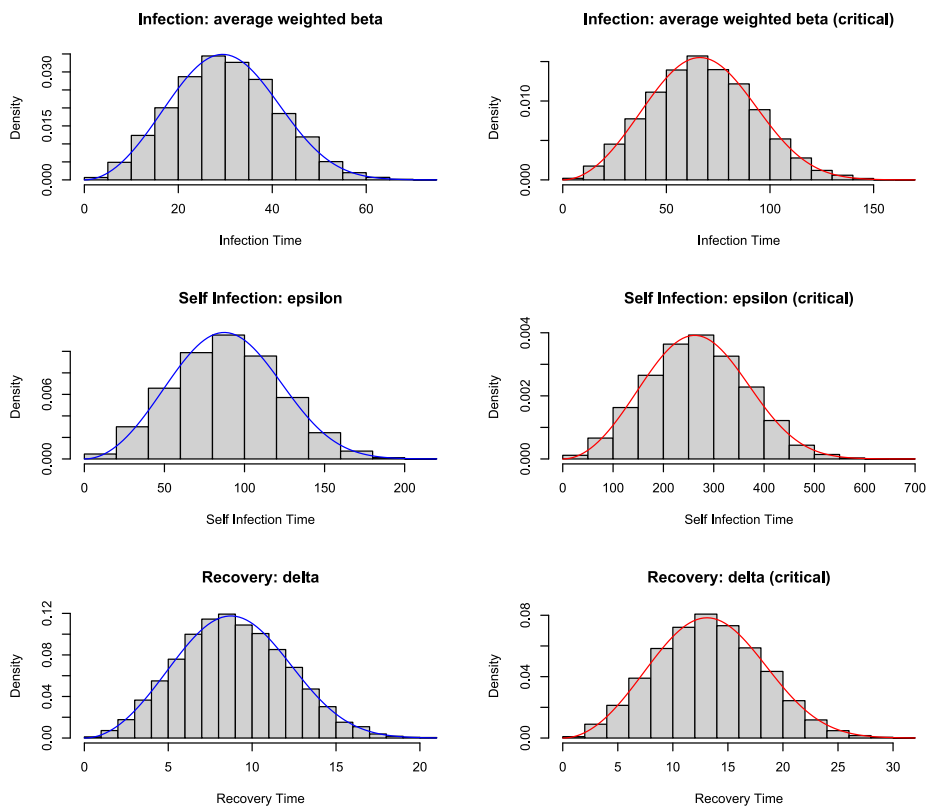 Infection: average weighted beta
Density
0.000 0.015 0.030
0 20 40 60
Infection Time
Infection: average weighted beta (critical)
Density
0.000 0.010
0 50 100 150
Infection Time
Self Infection: epsilon
Density
0.000 0.006
0 50 100 150 200
Self Infection Time
Self Infection: epsilon (critical)
Density
0.000 0.002 0.004
0 100 200 300 400 500 600 700
Self Infection Time
Recovery: delta
Density
0.00 0.04 0.08 0.12
0 5 10 15 20
Recovery Time
Recovery: delta (critical)
Density
0.00 0.04 0.08
0 5 10 15 20 25 30
Recovery Time